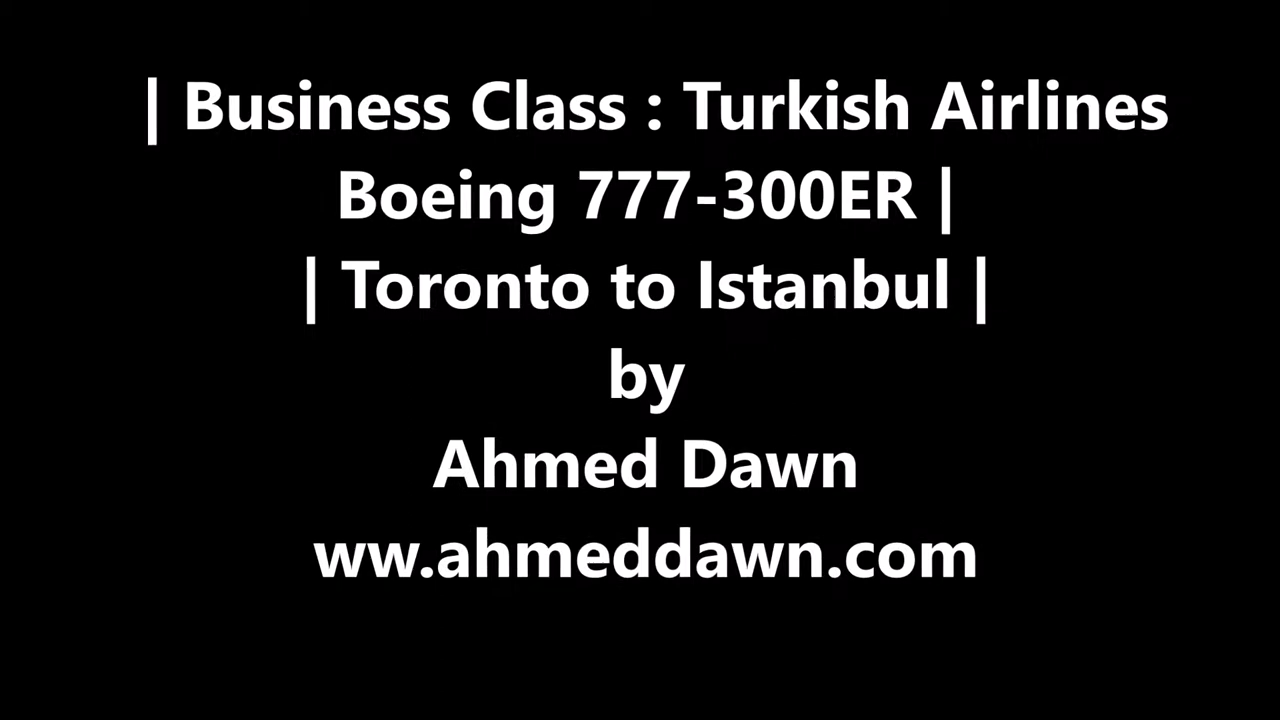 | Business Class : Turkish Airlines
Boeing 777-300ER |
| Toronto to Istanbul |
by
Ahmed Dawn
ww.ahmeddawn.com